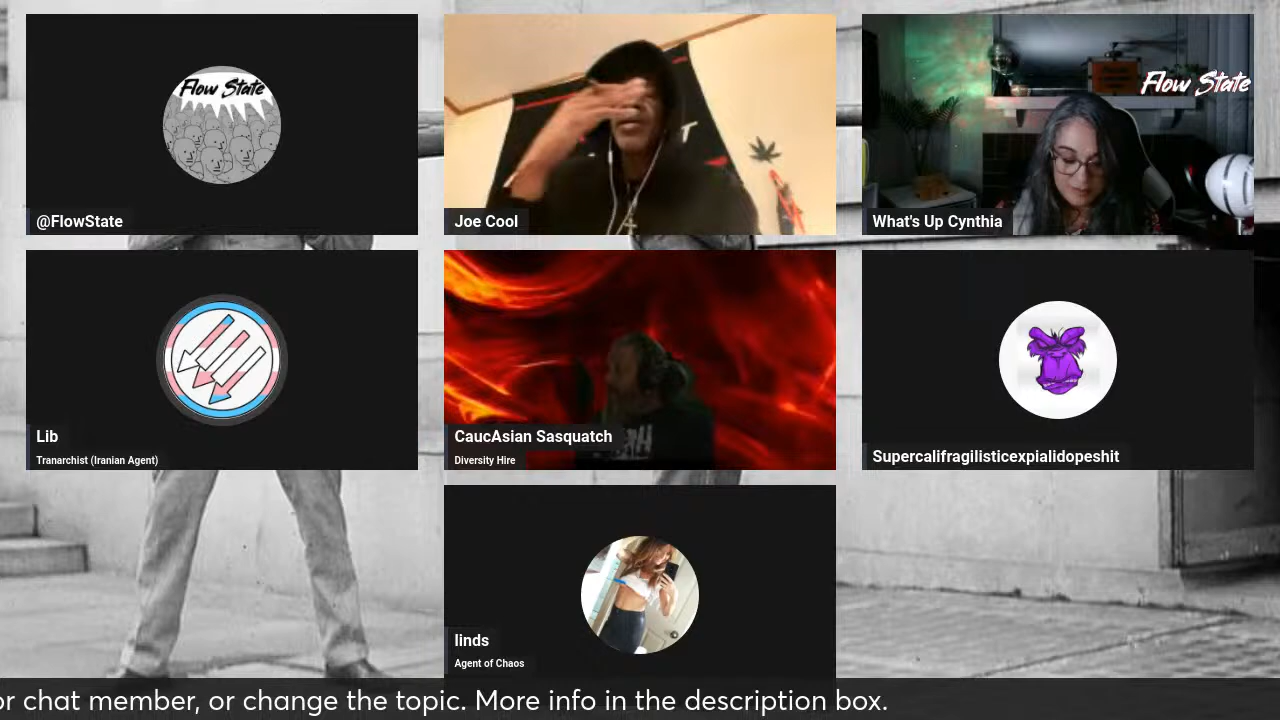 Flow State
Flow State
@FlowState
Joe Cool
What's Up Cynthia
Lib
Tranarchist (Iranian Agent)
CaucAsian Sasquatch
Diversity Hire
Supercalifragilisticexpialidopeshit
linds
Agent of Chaos
or chat member, or change the topic. More info in the description box.